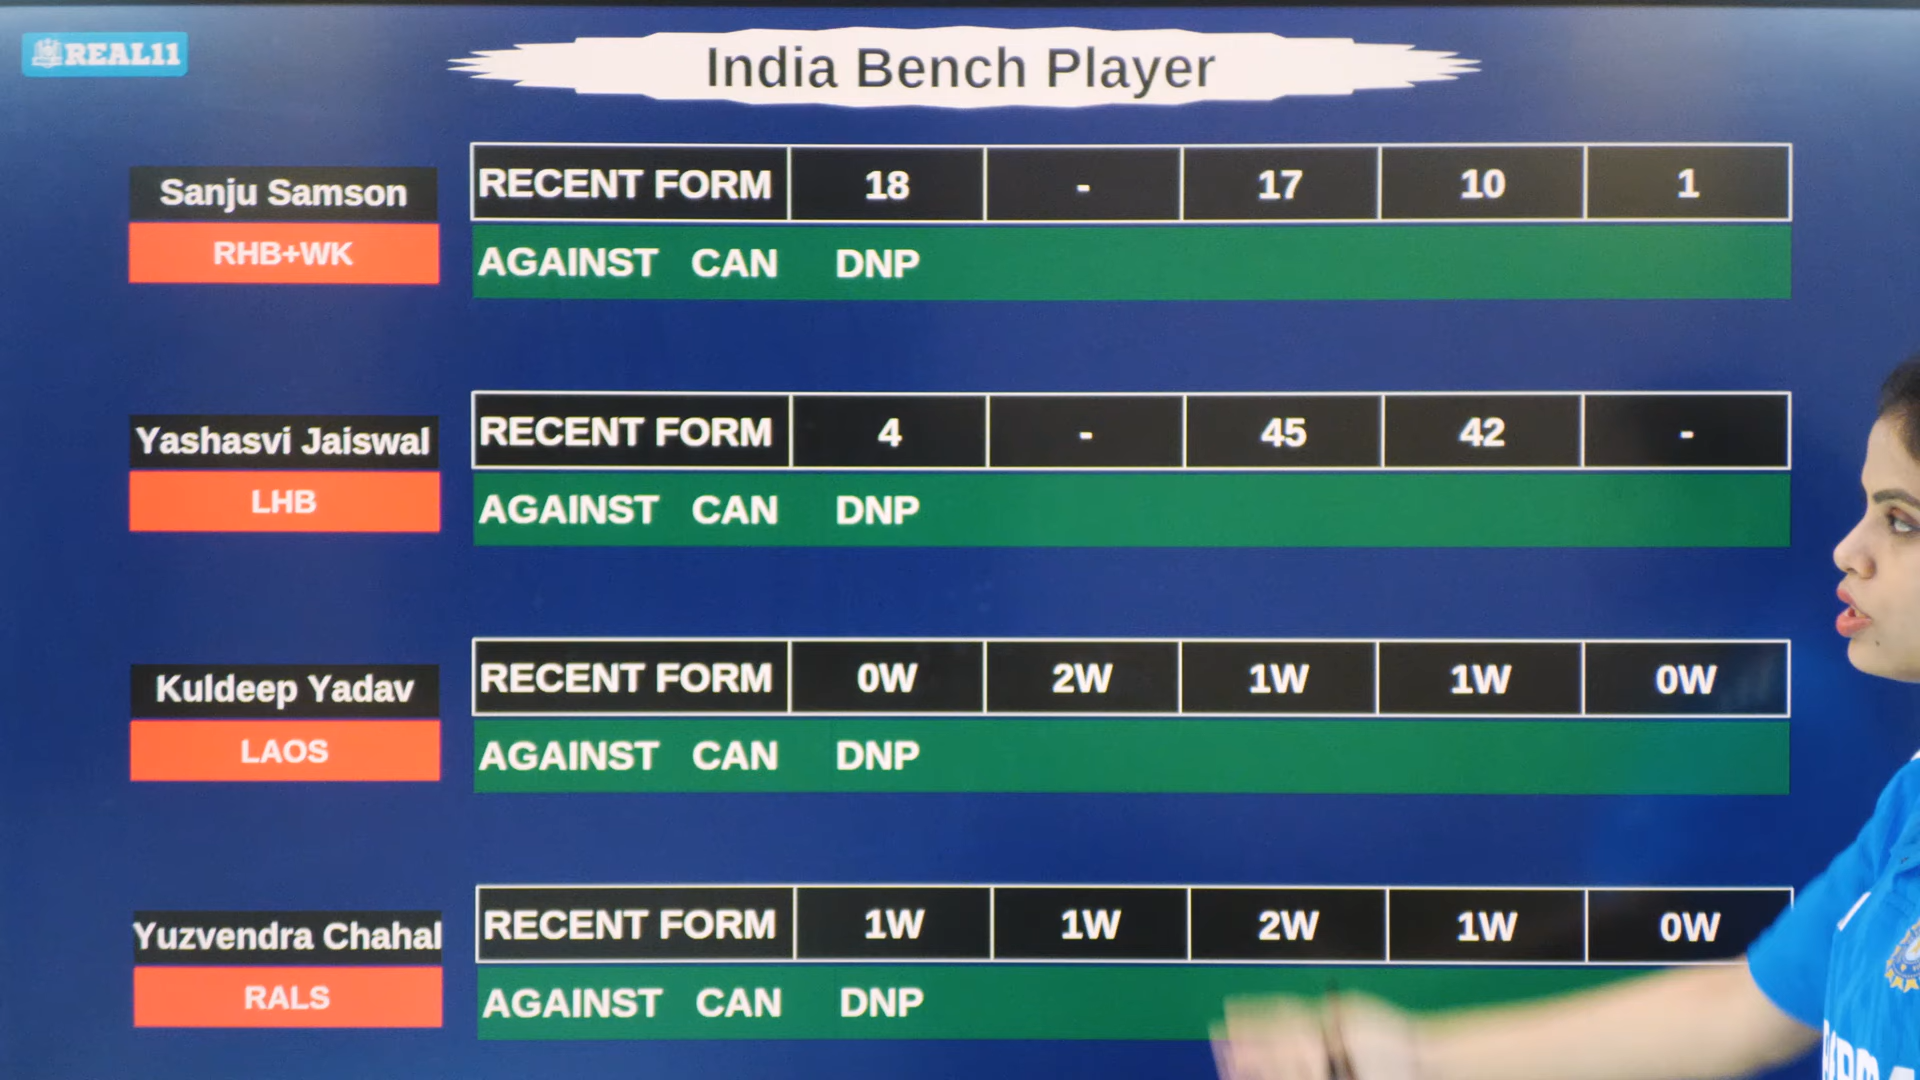 REAL11
India Bench Player
Sanju Samson
RHB+WK
RECENT FORM 18 - 17 10 1
AGAINST CAN DNP
Yashasvi Jaiswal
LHB
RECENT FORM 4 - 45 42 -
AGAINST CAN DNP
Kuldeep Yadav
LAOS
RECENT FORM 0W 2W 1W 1W 0W
AGAINST CAN DNP
Yuzvendra Chahal
RALS
RECENT FORM 1W 1W 2W 1W 0W
AGAINST CAN DNP